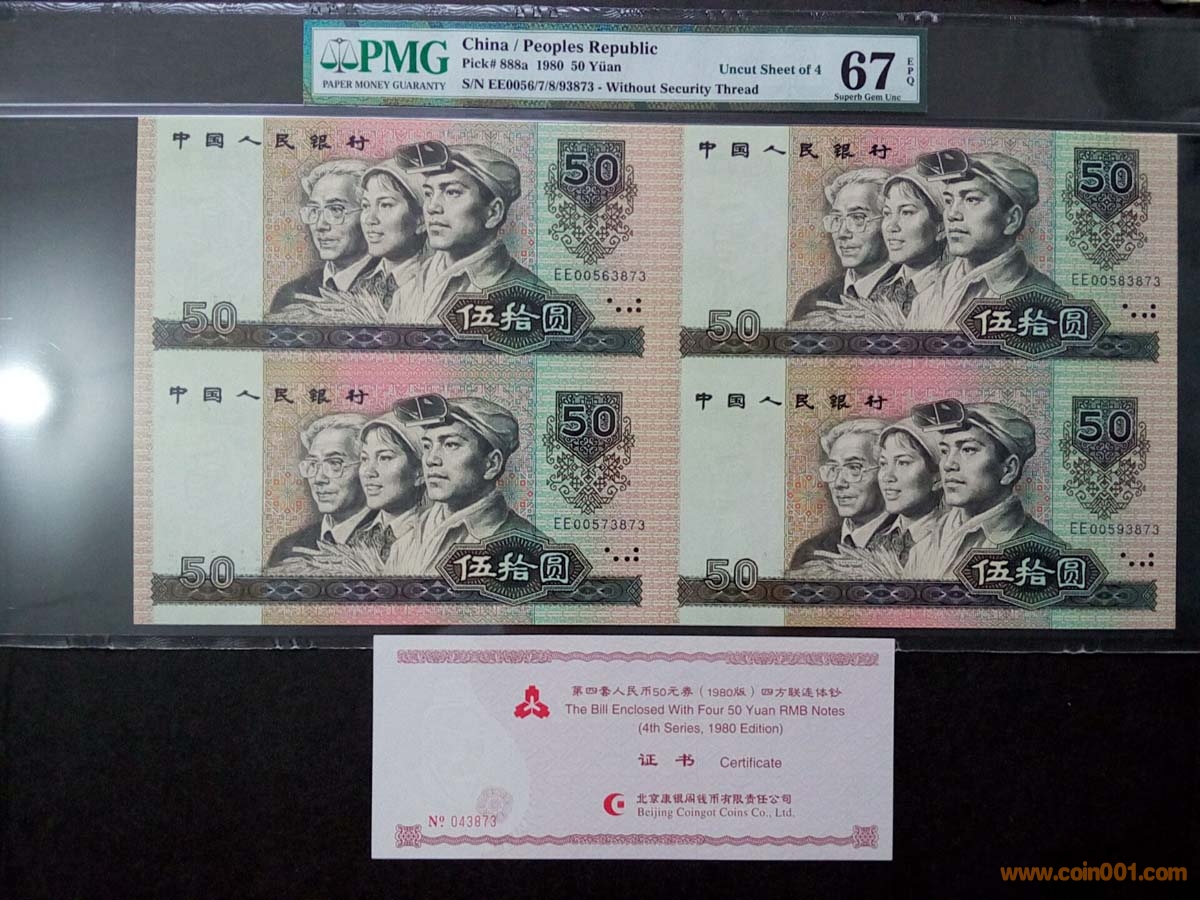 PMG
PAPER MONEY GUARANTY
China / Peoples Republic
Pick# 888a 1980 50 Yüan
Uncut Sheet of 4
S/N EE0056/7/8/93873 - Without Security Thread
67
EPQ
Superb Gem Unc
中国人民银行
50
EE00563873
50
伍拾圆
中国人民银行
50
EE00583873
50
伍拾圆
中国人民银行
50
EE00573873
50
伍拾圆
中国人民银行
50
EE00593873
50
伍拾圆
第四套人民币50元券（1980版）四方联连体钞
The Bill Enclosed With Four 50 Yuan RMB Notes
(4th Series, 1980 Edition)
证书 Certificate
北京康银阁钱币有限责任公司
Beijing Coingot Coins Co., Ltd.
Nº 043873
www.coin001.com